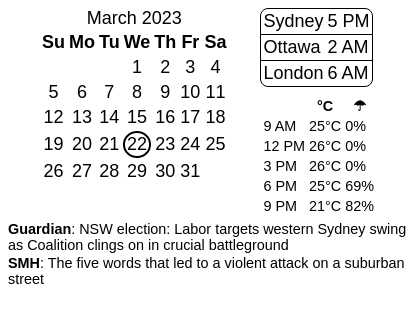 March 2023
Su Mo Tu We Th Fr Sa
1 2 3 4
5 6 7 8 9 10 11
12 13 14 15 16 17 18
19 20 21 22 23 24 25
26 27 28 29 30 31
Sydney 5 PM
Ottawa 2 AM
London 6 AM
°C ☂
9 AM 25°C 0%
12 PM 26°C 0%
3 PM 26°C 0%
6 PM 25°C 69%
9 PM 21°C 82%
Guardian: NSW election: Labor targets western Sydney swing
as Coalition clings on in crucial battleground
SMH: The five words that led to a violent attack on a suburban
street